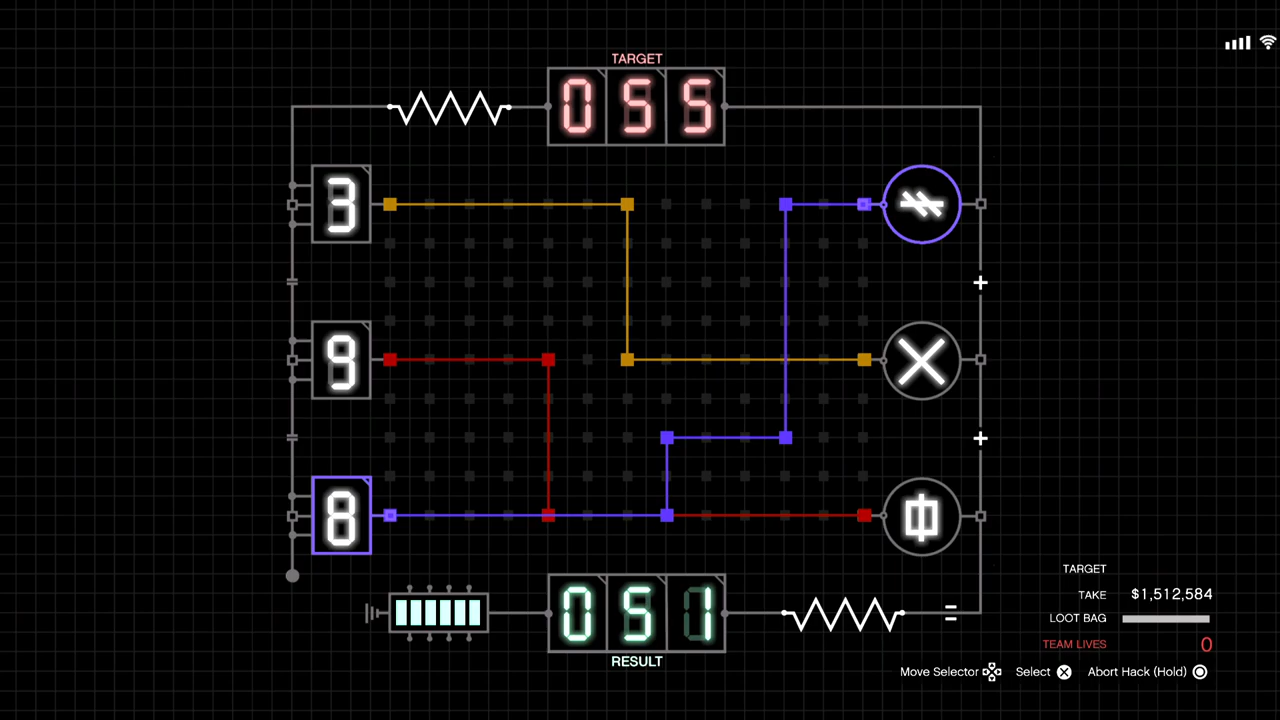 TARGET
055
3
9
8
+
+
=
051
RESULT
TARGET
TAKE $1,512,584
LOOT BAG
TEAM LIVES 0
Move Selector Select Abort Hack (Hold)